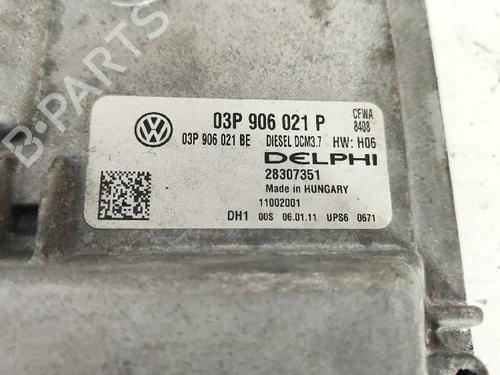 03P 906 021 P
CFWA
8408
03P 906 021 BE DIESEL DCM3.7 HW: H06
DELPHI
28307351
Made in HUNGARY
11002001
DH1 00S 06.01.11 UPS6 0671